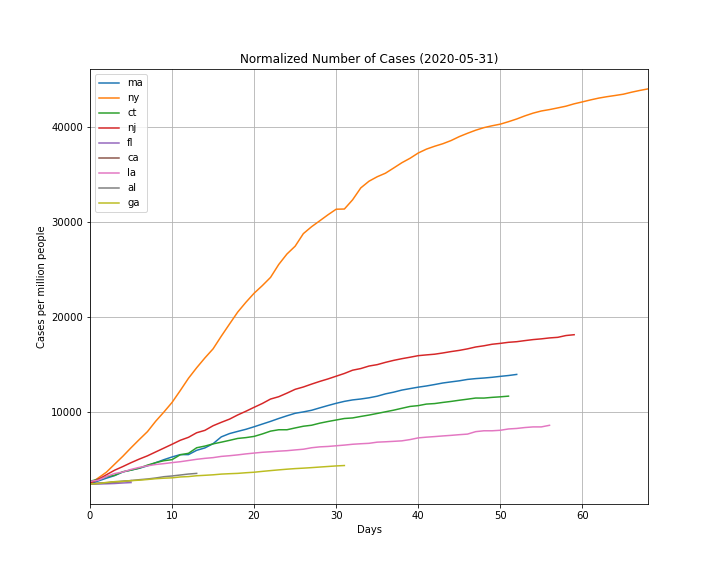 Normalized Number of Cases (2020-05-31)
ma
ny
ct
nj
fl
ca
la
al
ga
40000
30000
20000
10000
Cases per million people
0 10 20 30 40 50 60
Days